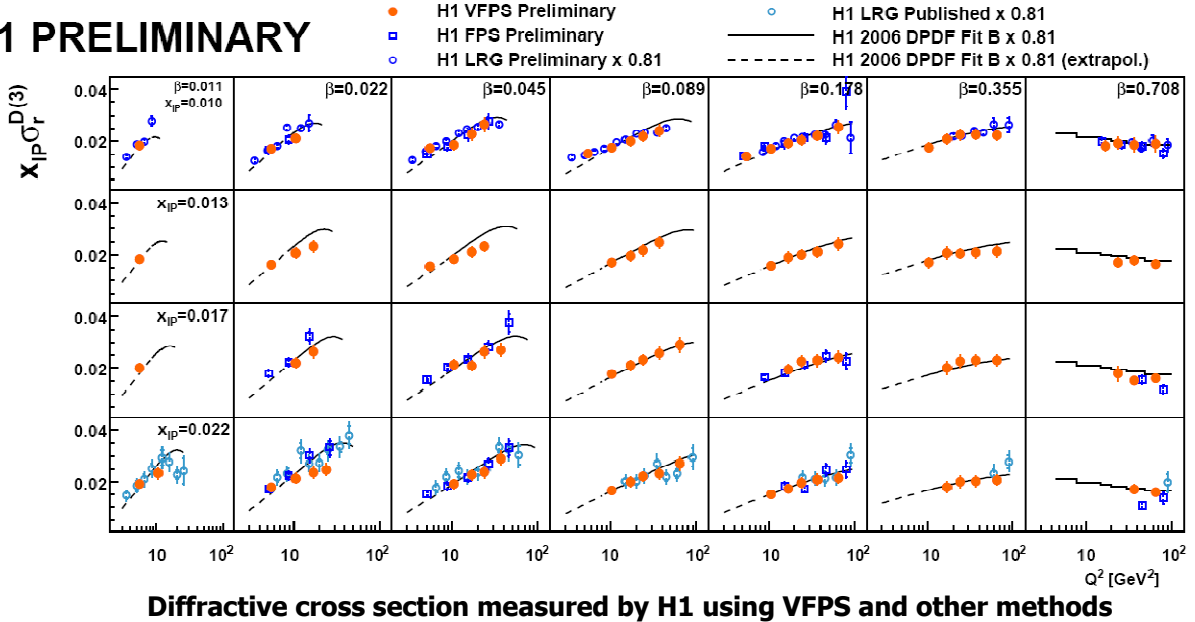 1 PRELIMINARY
H1 VFPS Preliminary
H1 FPS Preliminary
H1 LRG Preliminary x 0.81
H1 LRG Published x 0.81
H1 2006 DPDF Fit B x 0.81
H1 2006 DPDF Fit B x 0.81 (extrapol.)
x_IP σ_r^D(3)
β=0.011
x_IP=0.010
β=0.022
β=0.045
β=0.089
β=0.178
β=0.355
β=0.708
0.04
0.02
x_IP=0.013
0.04
0.02
x_IP=0.017
0.04
0.02
x_IP=0.022
0.04
0.02
10 10² 10 10² 10 10² 10 10² 10 10² 10 10² 10 10²
Q² [GeV²]
Diffractive cross section measured by H1 using VFPS and other methods